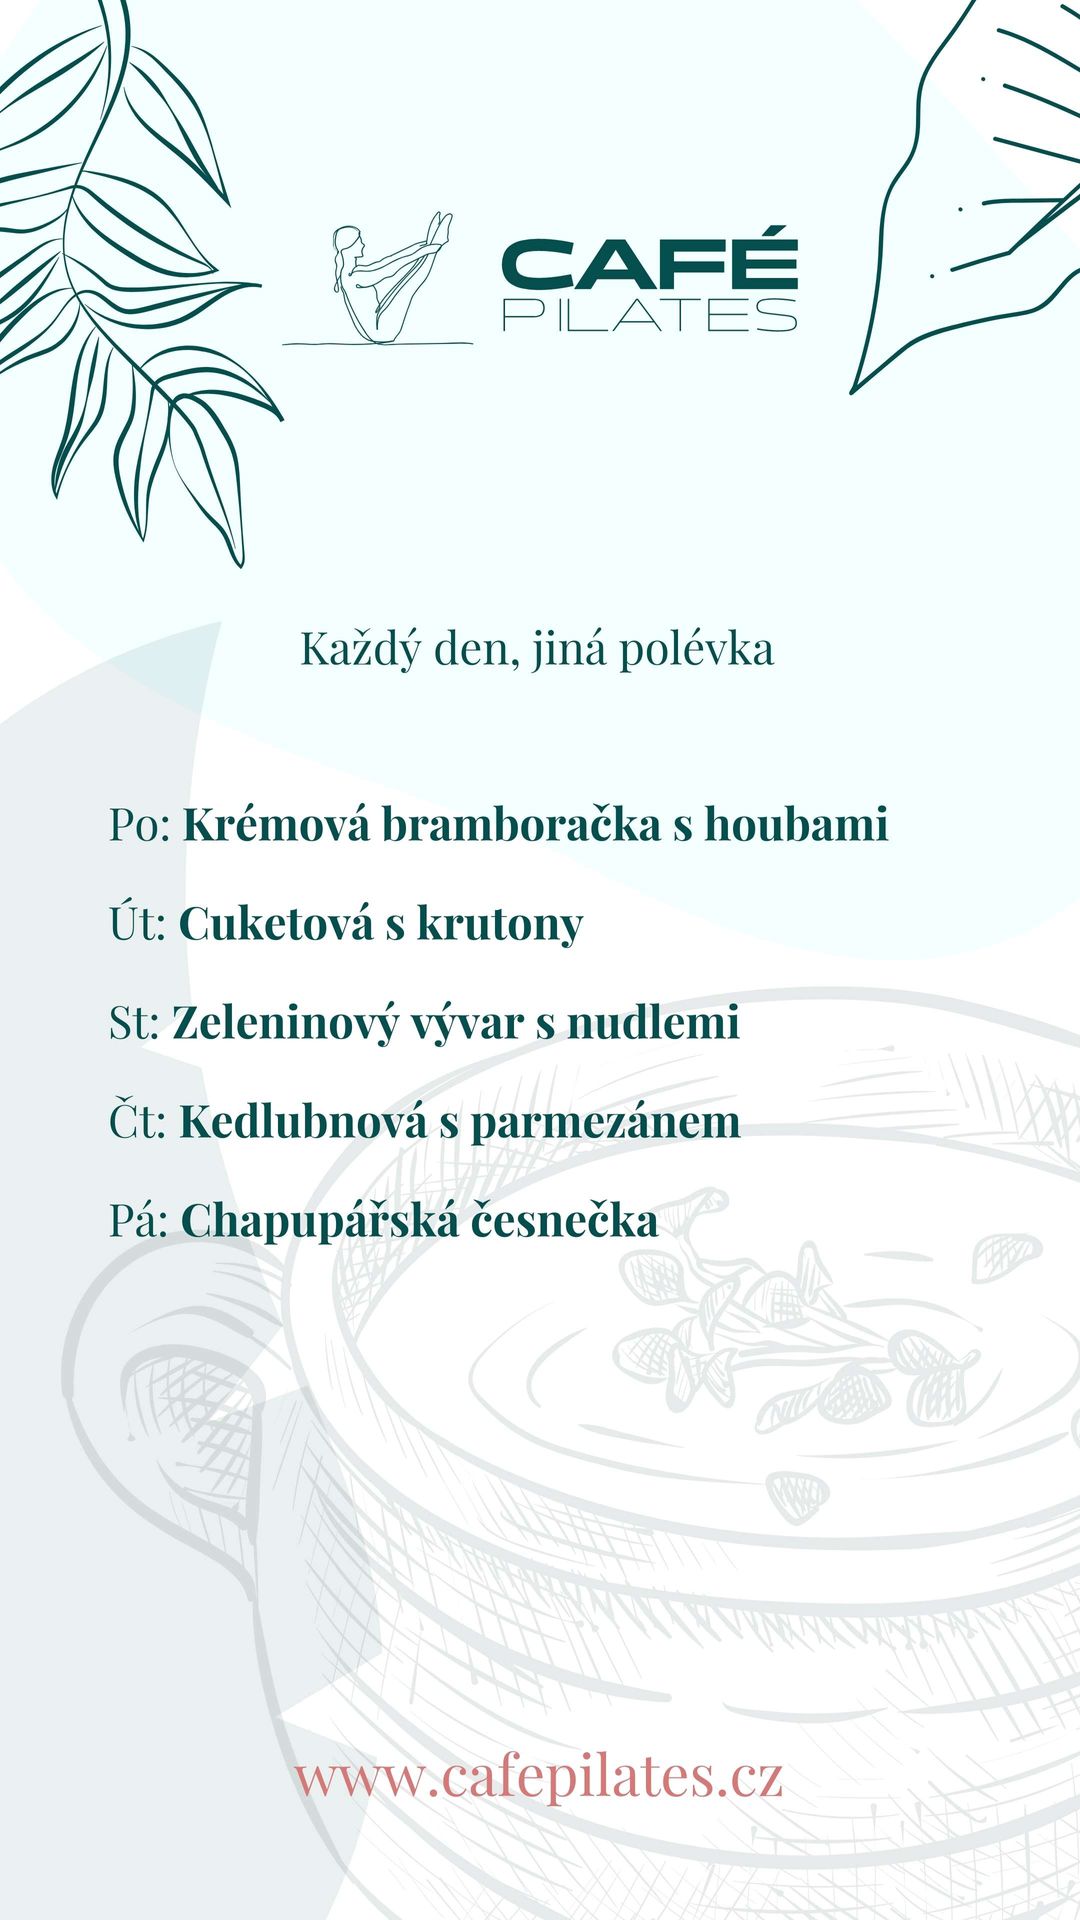 CAFÉ
PILATES
Každý den, jiná polévka
Po: Krémová bramboračka s houbami
Út: Cuketová s krutony
St: Zeleninový vývar s nudlemi
Čt: Kedlubnová s parmezánem
Pá: Chapupářská česnečka
www.cafepilates.cz